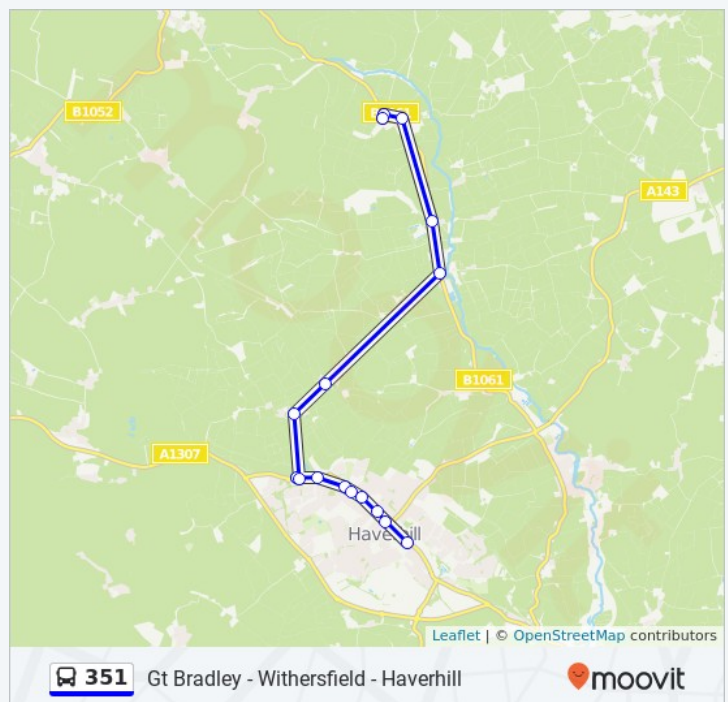 B1052
A143
B1061
A1307
Haverhill
Leaflet | © OpenStreetMap contributors
351 Gt Bradley - Withersfield - Haverhill
moovit